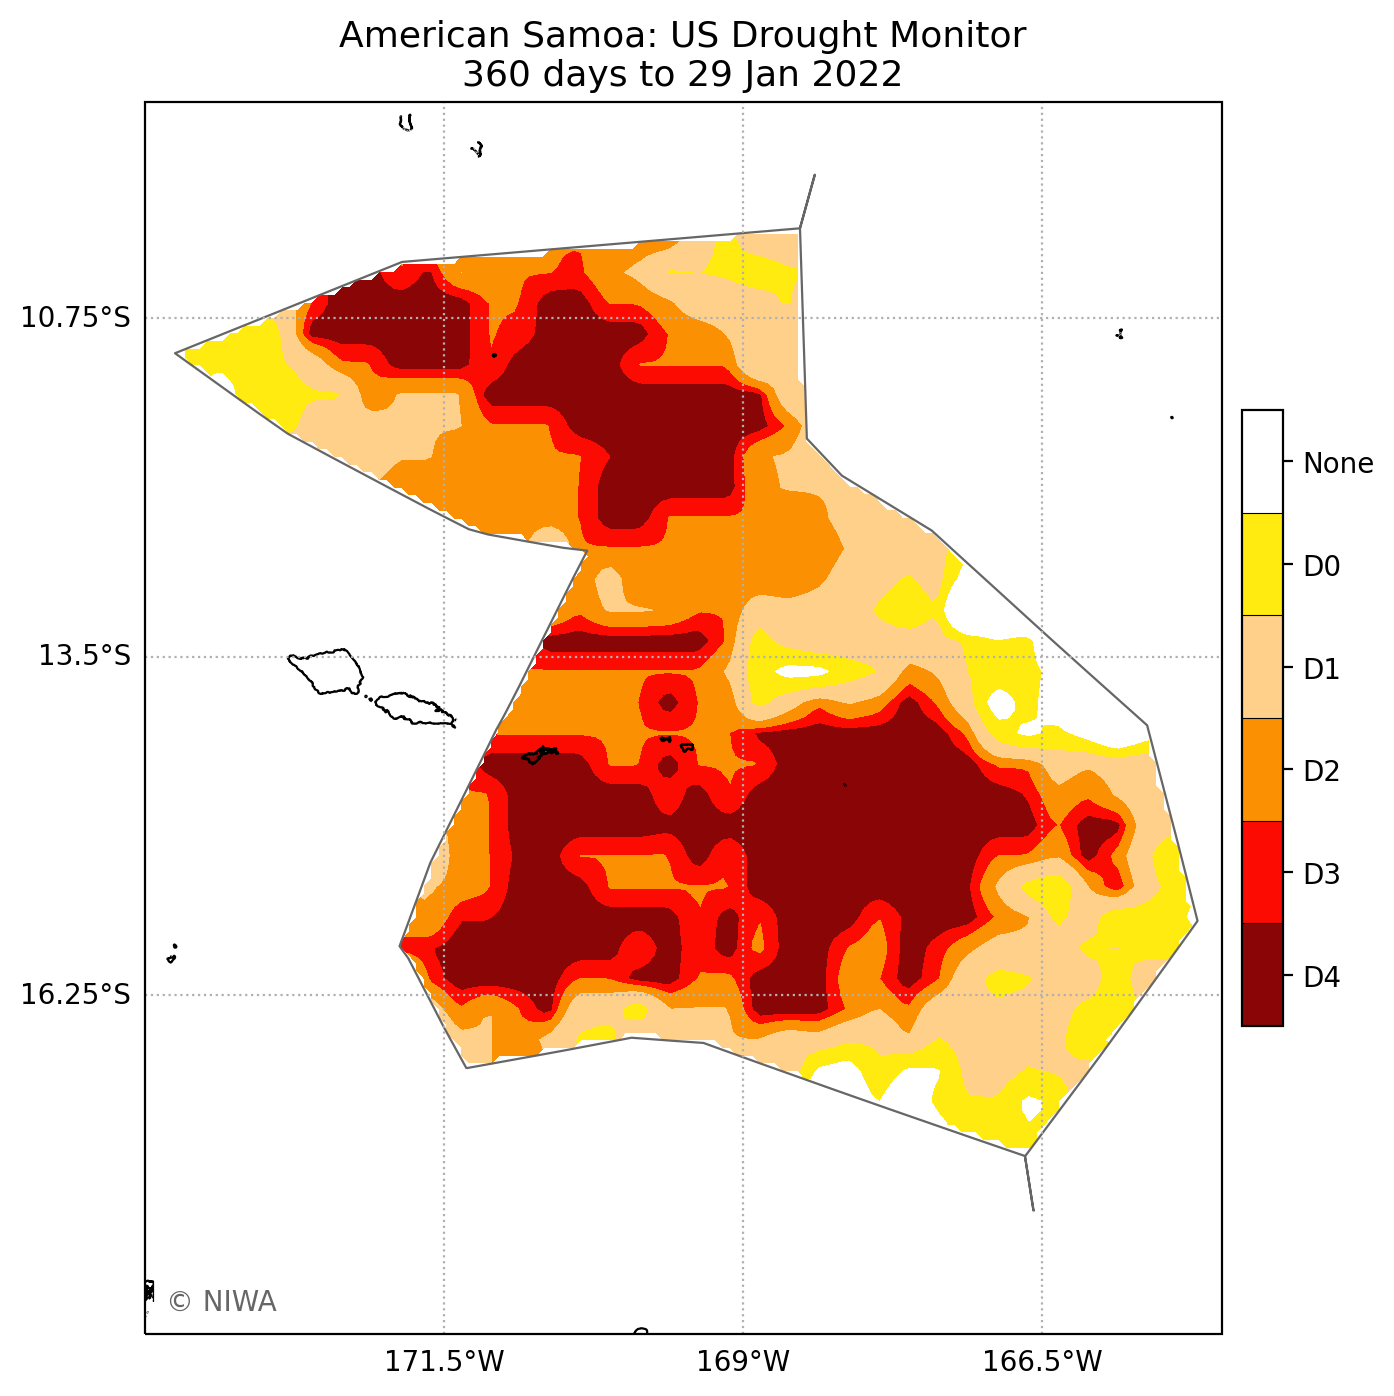 American Samoa: US Drought Monitor
360 days to 29 Jan 2022
10.75°S
13.5°S
16.25°S
171.5°W
169°W
166.5°W
None
D0
D1
D2
D3
D4
© NIWA